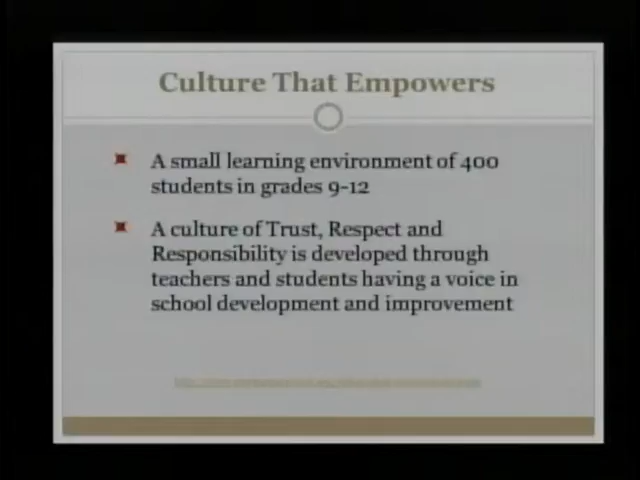 Culture That Empowers
A small learning environment of 400
students in grades 9-12
A culture of Trust, Respect and
Responsibility is developed through
teachers and students having a voice in
school development and improvement